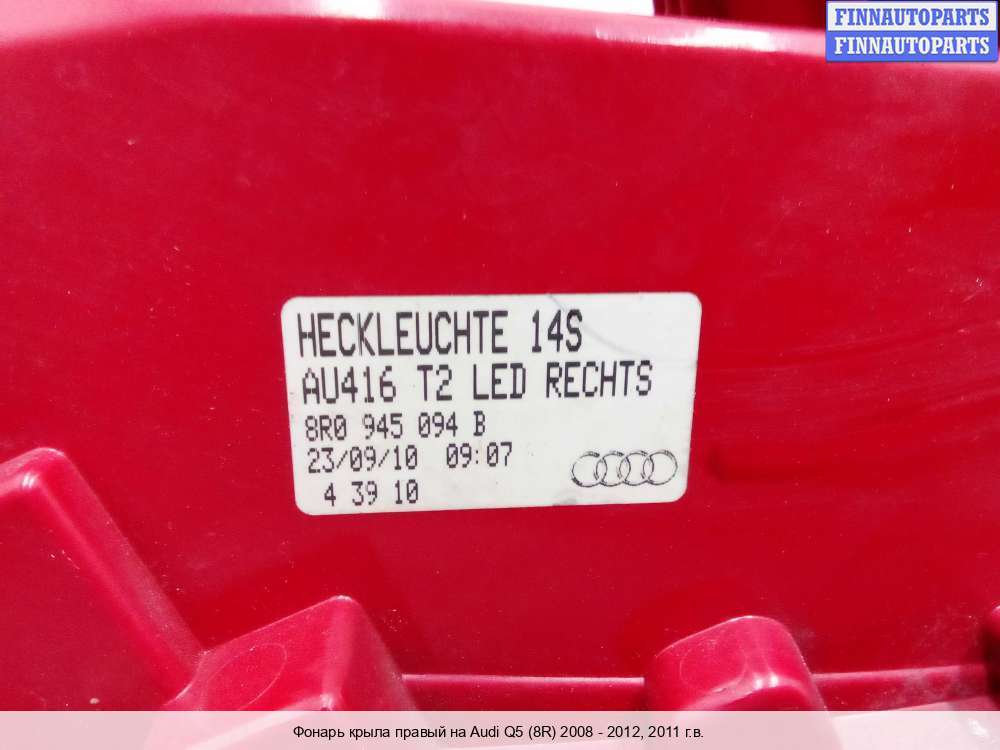 FINNAUTOPARTS
FINNAUTOPARTS
HECKLEUCHTE 14S
AU416 T2 LED RECHTS
8R0 945 094 B
23/09/10 09:07
4 39 10
Фонарь крыла правый на Audi Q5 (8R) 2008 - 2012, 2011 г.в.